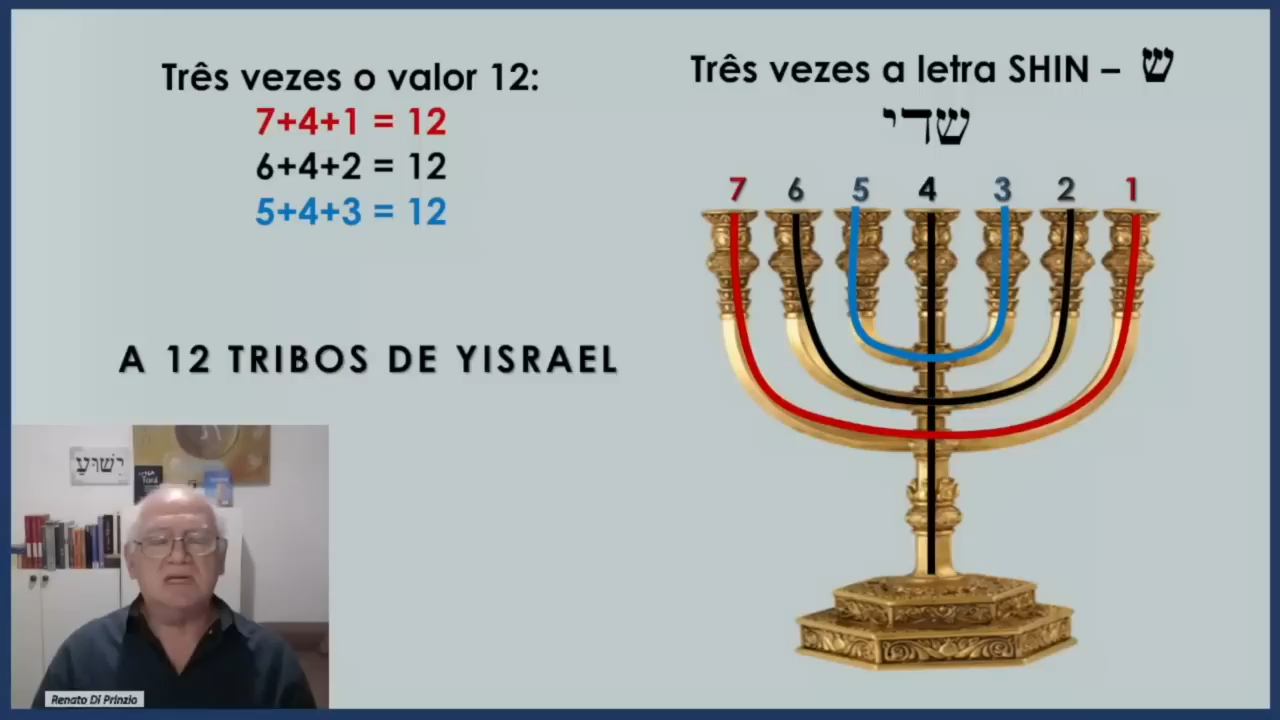 Três vezes o valor 12:
7+4+1 = 12
6+4+2 = 12
5+4+3 = 12
A 12 TRIBOS DE YISRAEL
Três vezes a letra SHIN – ש
שדי
7 6 5 4 3 2 1
יֵשׁוּעַ
Renato Di Prinzio